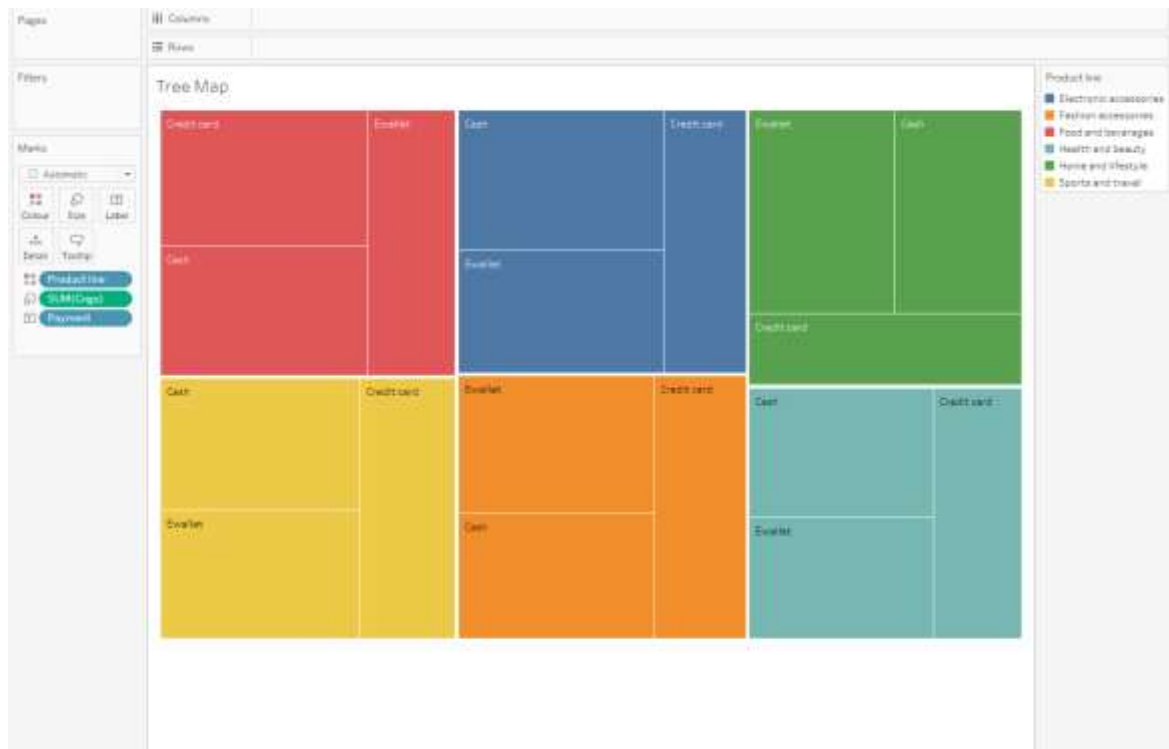 Pages
Columns
Rows
Filters
Tree Map
Marks
Automatic
Colour Size Label
Detail Tooltip
Product line
SUM(Cogs)
Payment
Credit card
Ewallet
Cash
Cash
Credit card
Ewallet
Ewallet
Cash
Credit card
Cash
Credit card
Ewallet
Ewallet
Credit card
Cash
Cash
Credit card
Ewallet
Product line
Electronic accessories
Fashion accessories
Food and beverages
Health and beauty
Home and lifestyle
Sports and travel